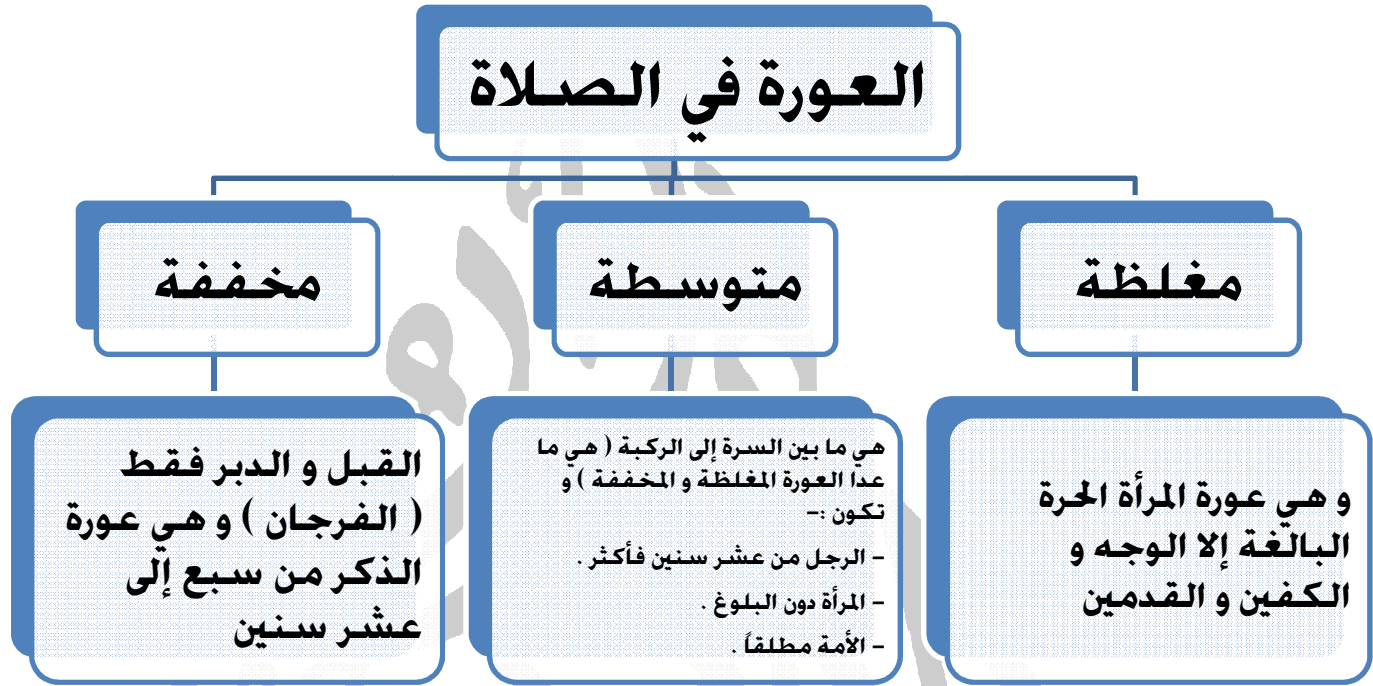 العورة في الصلاة
مغلظة
متوسطة
مخففة
و هي عورة المرأة الحرة
البالغة إلا الوجه و
الكفين و القدمين
هي ما بين السرة إلى الركبة ( هي ما
عدا العورة المغلظة و المخففة ) و
تكون :-
- الرجل من عشر سنين فأكثر .
- المرأة دون البلوغ .
- الأمة مطلقاً .
القبل و الدبر فقط
( الفرجان ) و هي عورة
الذكر من سبع إلى
عشر سنين